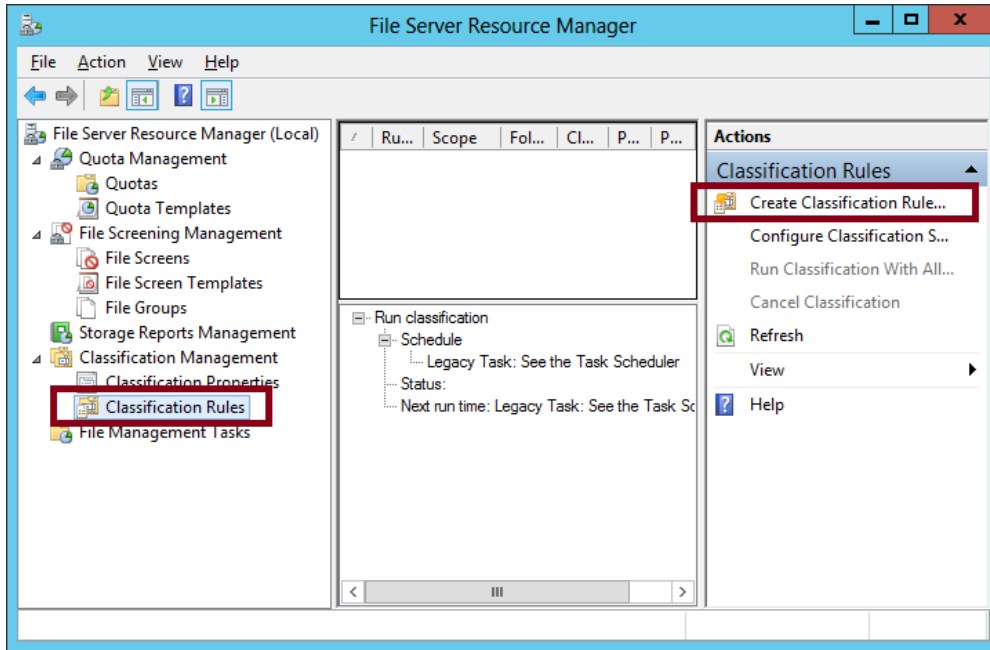 File Server Resource Manager
File Action View Help
File Server Resource Manager (Local)
Quota Management
Quotas
Quota Templates
File Screening Management
File Screens
File Screen Templates
File Groups
Storage Reports Management
Classification Management
Classification Properties
Classification Rules
File Management Tasks
Ru... Scope Fol... Cl... P... P...
Run classification
Schedule
Legacy Task: See the Task Scheduler
Status:
Next run time: Legacy Task: See the Task Sc
Actions
Classification Rules
Create Classification Rule...
Configure Classification S...
Run Classification With All...
Cancel Classification
Refresh
View
Help